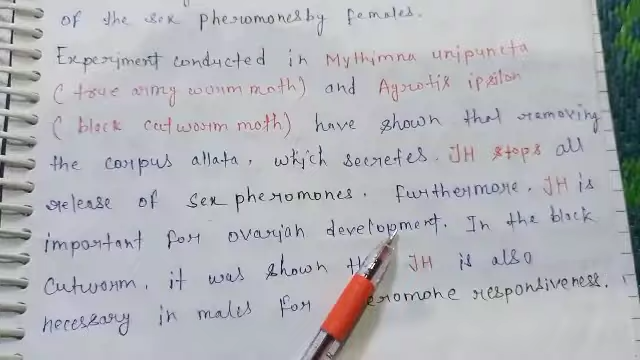 of the sex pheromones by females.
Experiment conducted in Mythimna unipuncta
(true army worm moth) and Agrotis ipsilon
(black cutworm moth) have shown that removing
the corpus allata, which secretes. JH stops all
release of sex pheromones. Furthermore, JH is
important for ovarian development. In the black
cutworm, it was shown JH is also
necessary in males for responsiveness.